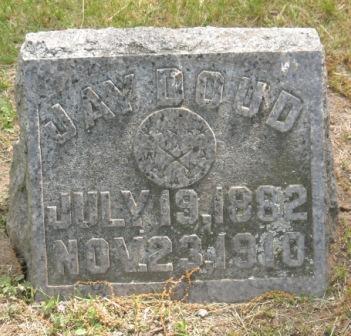 JAY DOUD
JULY 19, 1882
NOV. 23, 1910